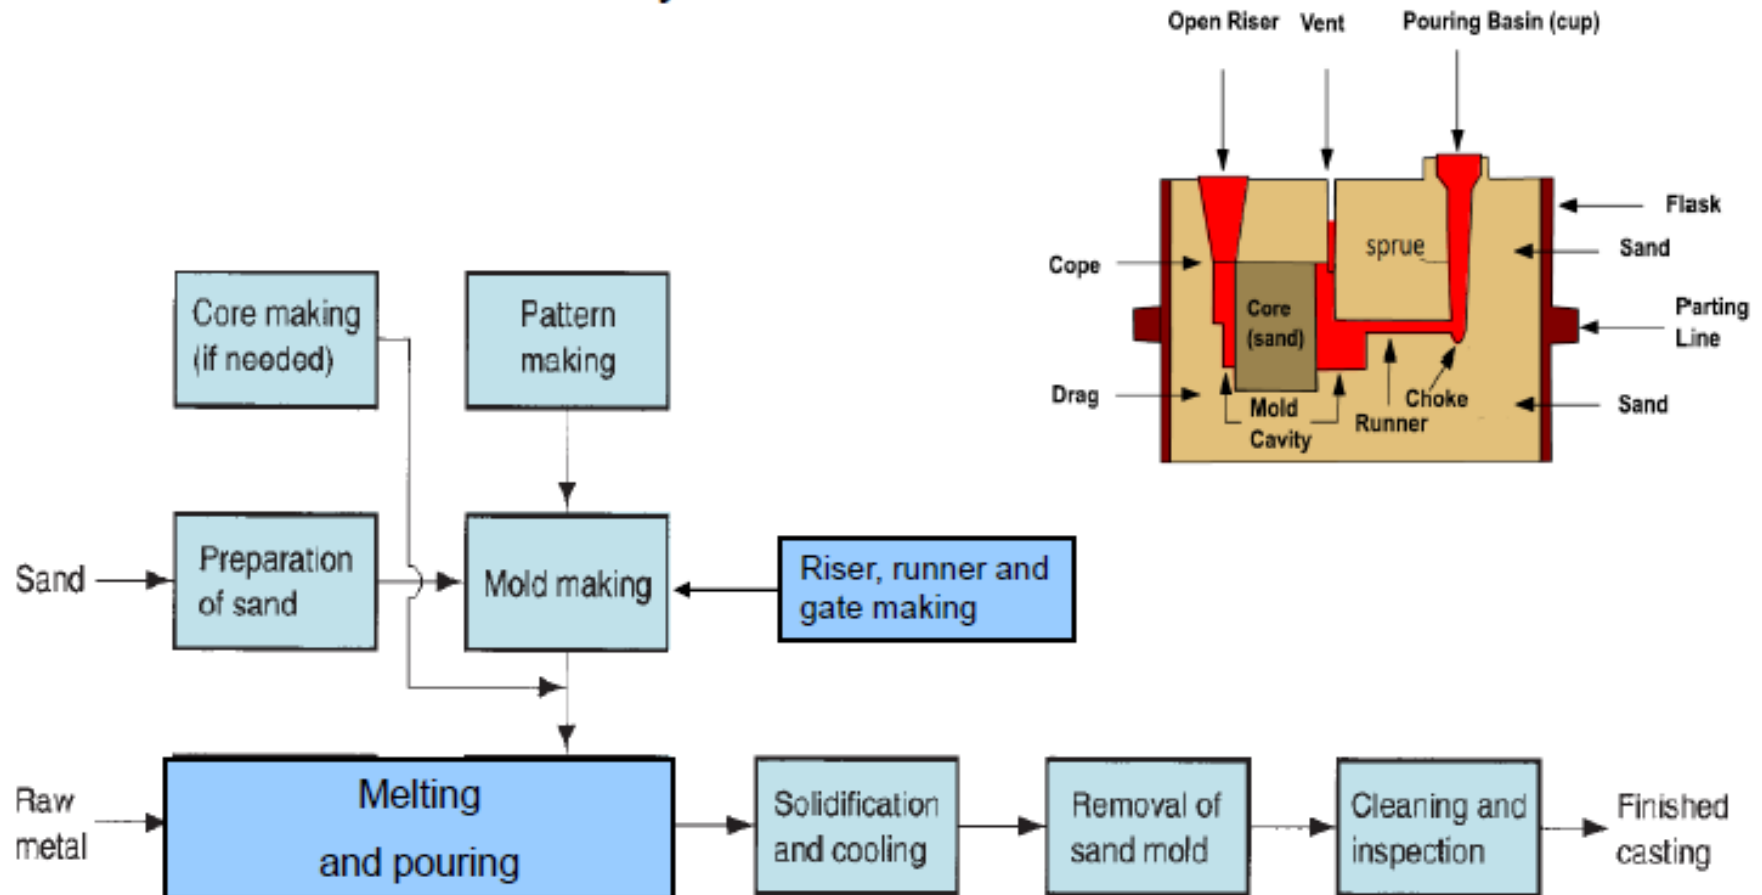 Open Riser
Vent
Pouring Basin (cup)
Flask
Sand
sprue
Cope
Core
(sand)
Parting
Line
Drag
Mold
Cavity
Choke
Runner
Sand
Core making
(if needed)
Pattern
making
Sand
Preparation
of sand
Mold making
Riser, runner and
gate making
Raw
metal
Melting
and pouring
Solidification
and cooling
Removal of
sand mold
Cleaning and
inspection
Finished
casting